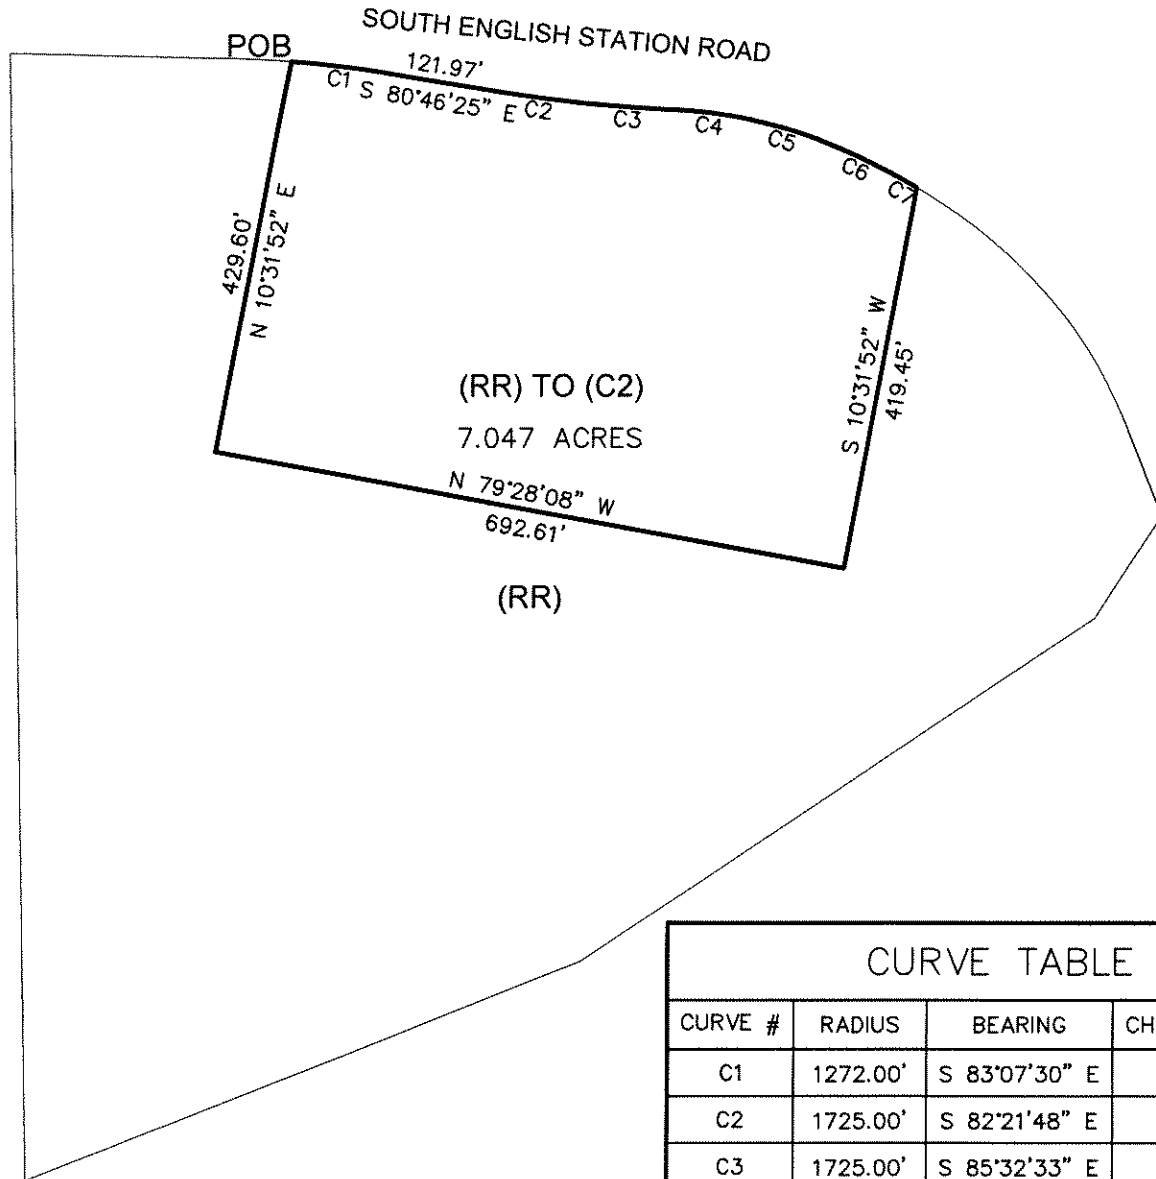 SOUTH ENGLISH STATION ROAD
POB
121.97'
C1
S 80°46'25" E
C2
C3
C4
C5
C6
C7
429.60'
N 10°31'52" E
S 10°31'52" W
419.45'
(RR) TO (C2)
7.047 ACRES
N 79°28'08" W
692.61'
(RR)
CURVE TABLE
CURVE # RADIUS BEARING CH
C1 1272.00' S 83°07'30" E
C2 1725.00' S 82°21'48" E
C3 1725.00' S 85°32'33" E